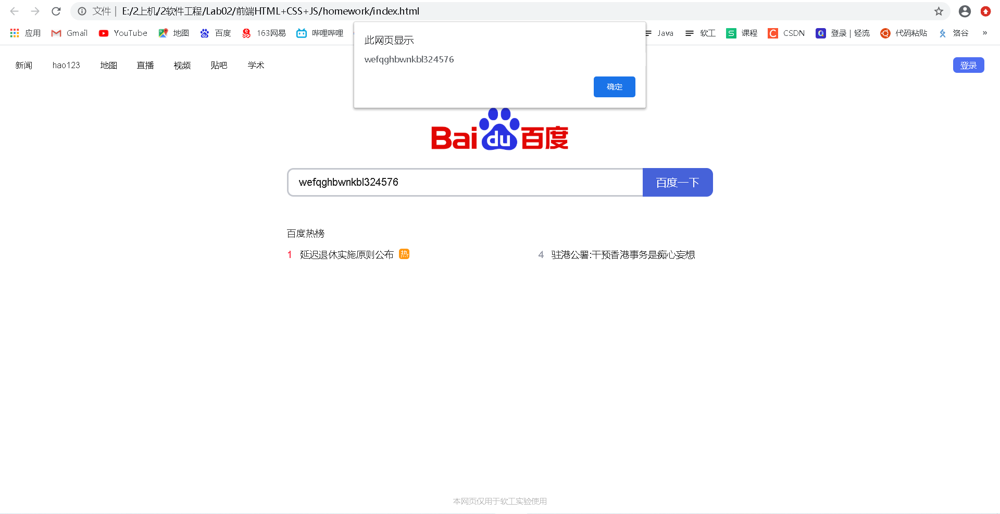 文件 | E:/2上机/2软件工程/Lab02/前端HTML+CSS+JS/homework/index.html
应用 Gmail YouTube 地图 百度 163网易 哔哩哔哩 Java 软工 课程 CSDN 登录 | 轻流 代码粘贴 洛谷 »
此网页显示
wefqghbwnkbl324576
确定
新闻 hao123 地图 直播 视频 贴吧 学术 登录
Bai du 百度
wefqghbwnkbl324576 百度一下
百度热榜
1 延迟退休实施原则公布 热 4 驻港公署:干预香港事务是痴心妄想
本网页仅用于软工实验使用